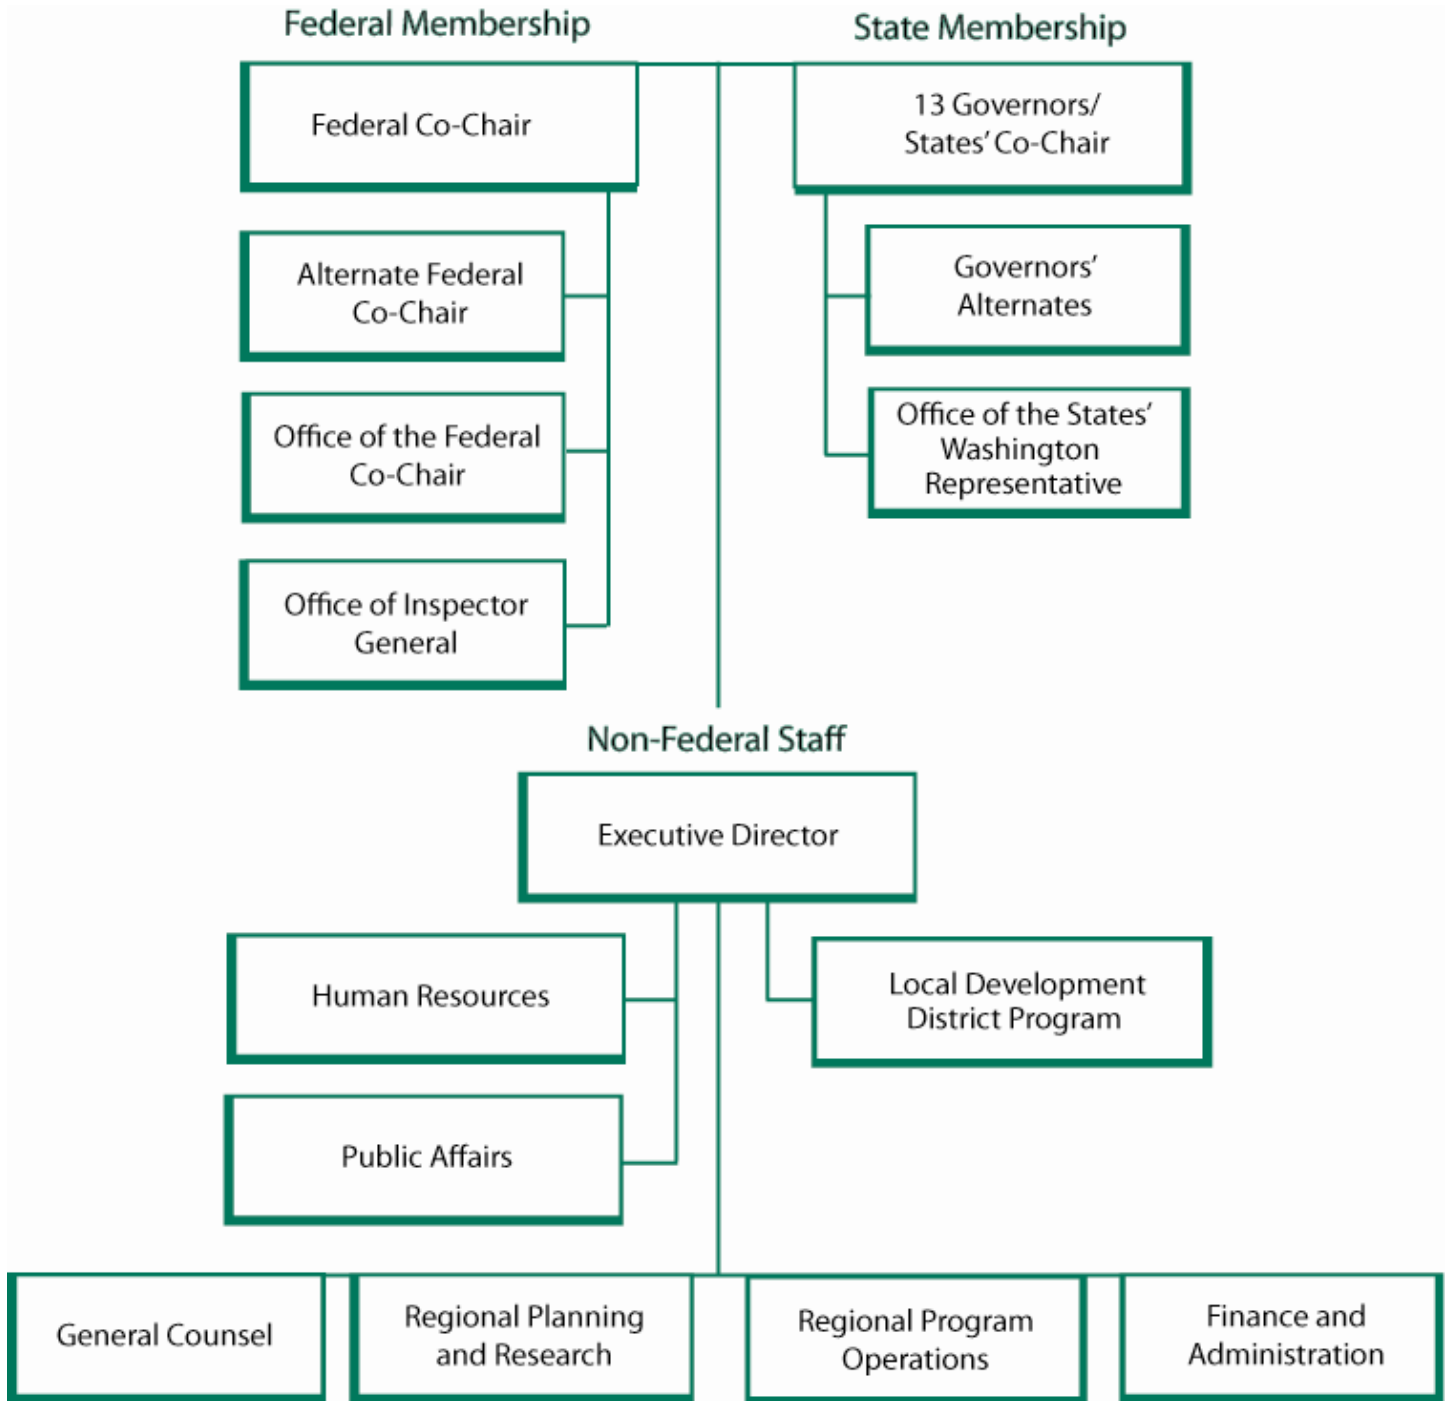 Federal Membership
State Membership
Federal Co-Chair
13 Governors/
States’ Co-Chair
Alternate Federal
Co-Chair
Governors’
Alternates
Office of the Federal
Co-Chair
Office of the States’
Washington
Representative
Office of Inspector
General
Non-Federal Staff
Executive Director
Human Resources
Local Development
District Program
Public Affairs
General Counsel
Regional Planning
and Research
Regional Program
Operations
Finance and
Administration